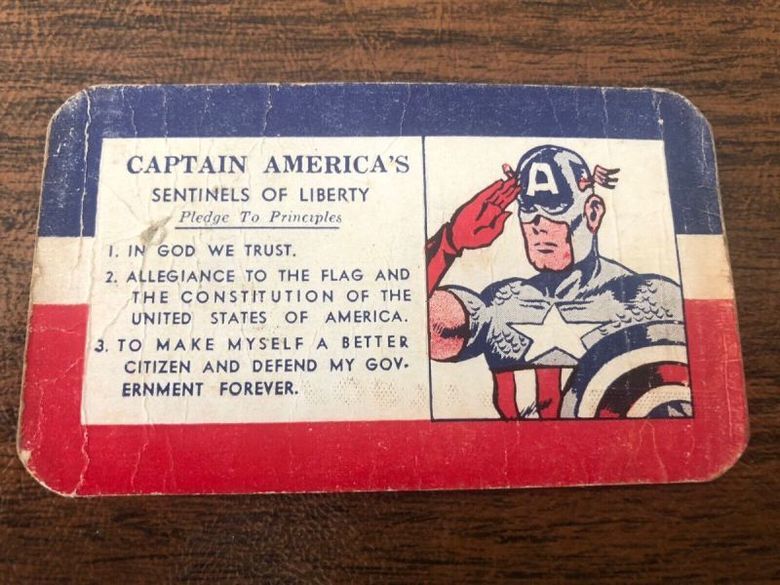 CAPTAIN AMERICA'S
SENTINELS OF LIBERTY
Pledge To Principles
1. IN GOD WE TRUST.
2. ALLEGIANCE TO THE FLAG AND
THE CONSTITUTION OF THE
UNITED STATES OF AMERICA.
3. TO MAKE MYSELF A BETTER
CITIZEN AND DEFEND MY GOV-
ERNMENT FOREVER.
A